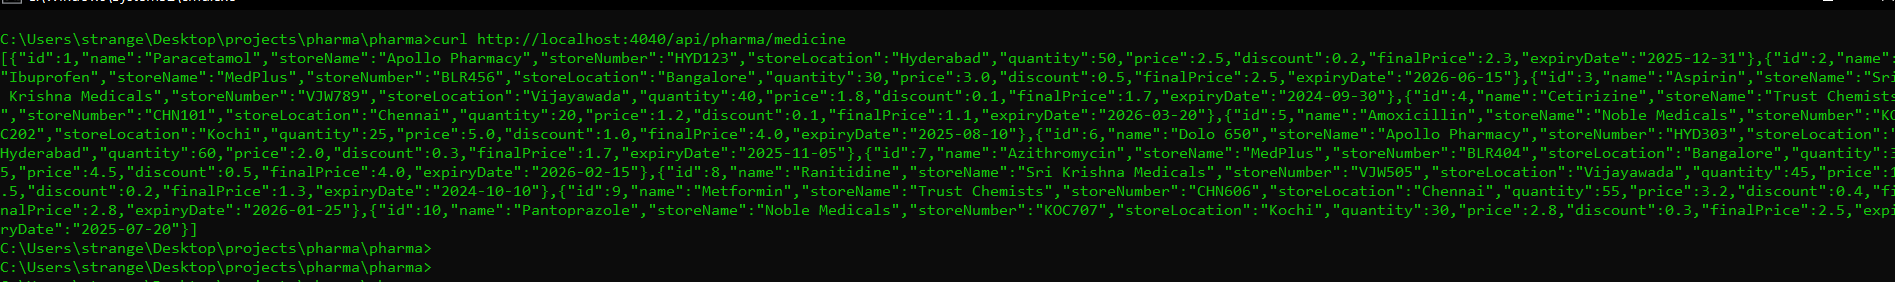 C:\Users\strange\Desktop\projects\pharma\pharma>curl http://localhost:4040/api/pharma/medicine
[{"id":1,"name":"Paracetamol","storeName":"Apollo Pharmacy","storeNumber":"HYD123","storeLocation":"Hyderabad","quantity":50,"price":2.5,"discount":0.2,"finalPrice":2.3,"expiryDate":"2025-12-31"},{"id":2,"name":
"Ibuprofen","storeName":"MedPlus","storeNumber":"BLR456","storeLocation":"Bangalore","quantity":30,"price":3.0,"discount":0.5,"finalPrice":2.5,"expiryDate":"2026-06-15"},{"id":3,"name":"Aspirin","storeName":"Sri
 Krishna Medicals","storeNumber":"VJW789","storeLocation":"Vijayawada","quantity":40,"price":1.8,"discount":0.1,"finalPrice":1.7,"expiryDate":"2024-09-30"},{"id":4,"name":"Cetirizine","storeName":"Trust Chemists
","storeNumber":"CHN101","storeLocation":"Chennai","quantity":20,"price":1.2,"discount":0.1,"finalPrice":1.1,"expiryDate":"2026-03-20"},{"id":5,"name":"Amoxicillin","storeName":"Noble Medicals","storeNumber":"KO
C202","storeLocation":"Kochi","quantity":25,"price":5.0,"discount":1.0,"finalPrice":4.0,"expiryDate":"2025-08-10"},{"id":6,"name":"Dolo 650","storeName":"Apollo Pharmacy","storeNumber":"HYD303","storeLocation":"
Hyderabad","quantity":60,"price":2.0,"discount":0.3,"finalPrice":1.7,"expiryDate":"2025-11-05"},{"id":7,"name":"Azithromycin","storeName":"MedPlus","storeNumber":"BLR404","storeLocation":"Bangalore","quantity":3
5,"price":4.5,"discount":0.5,"finalPrice":4.0,"expiryDate":"2026-02-15"},{"id":8,"name":"Ranitidine","storeName":"Sri Krishna Medicals","storeNumber":"VJW505","storeLocation":"Vijayawada","quantity":45,"price":1
.5,"discount":0.2,"finalPrice":1.3,"expiryDate":"2024-10-10"},{"id":9,"name":"Metformin","storeName":"Trust Chemists","storeNumber":"CHN606","storeLocation":"Chennai","quantity":55,"price":3.2,"discount":0.4,"fi
nalPrice":2.8,"expiryDate":"2026-01-25"},{"id":10,"name":"Pantoprazole","storeName":"Noble Medicals","storeNumber":"KOC707","storeLocation":"Kochi","quantity":30,"price":2.8,"discount":0.3,"finalPrice":2.5,"expi
ryDate":"2025-07-20"}]
C:\Users\strange\Desktop\projects\pharma\pharma>
C:\Users\strange\Desktop\projects\pharma\pharma>